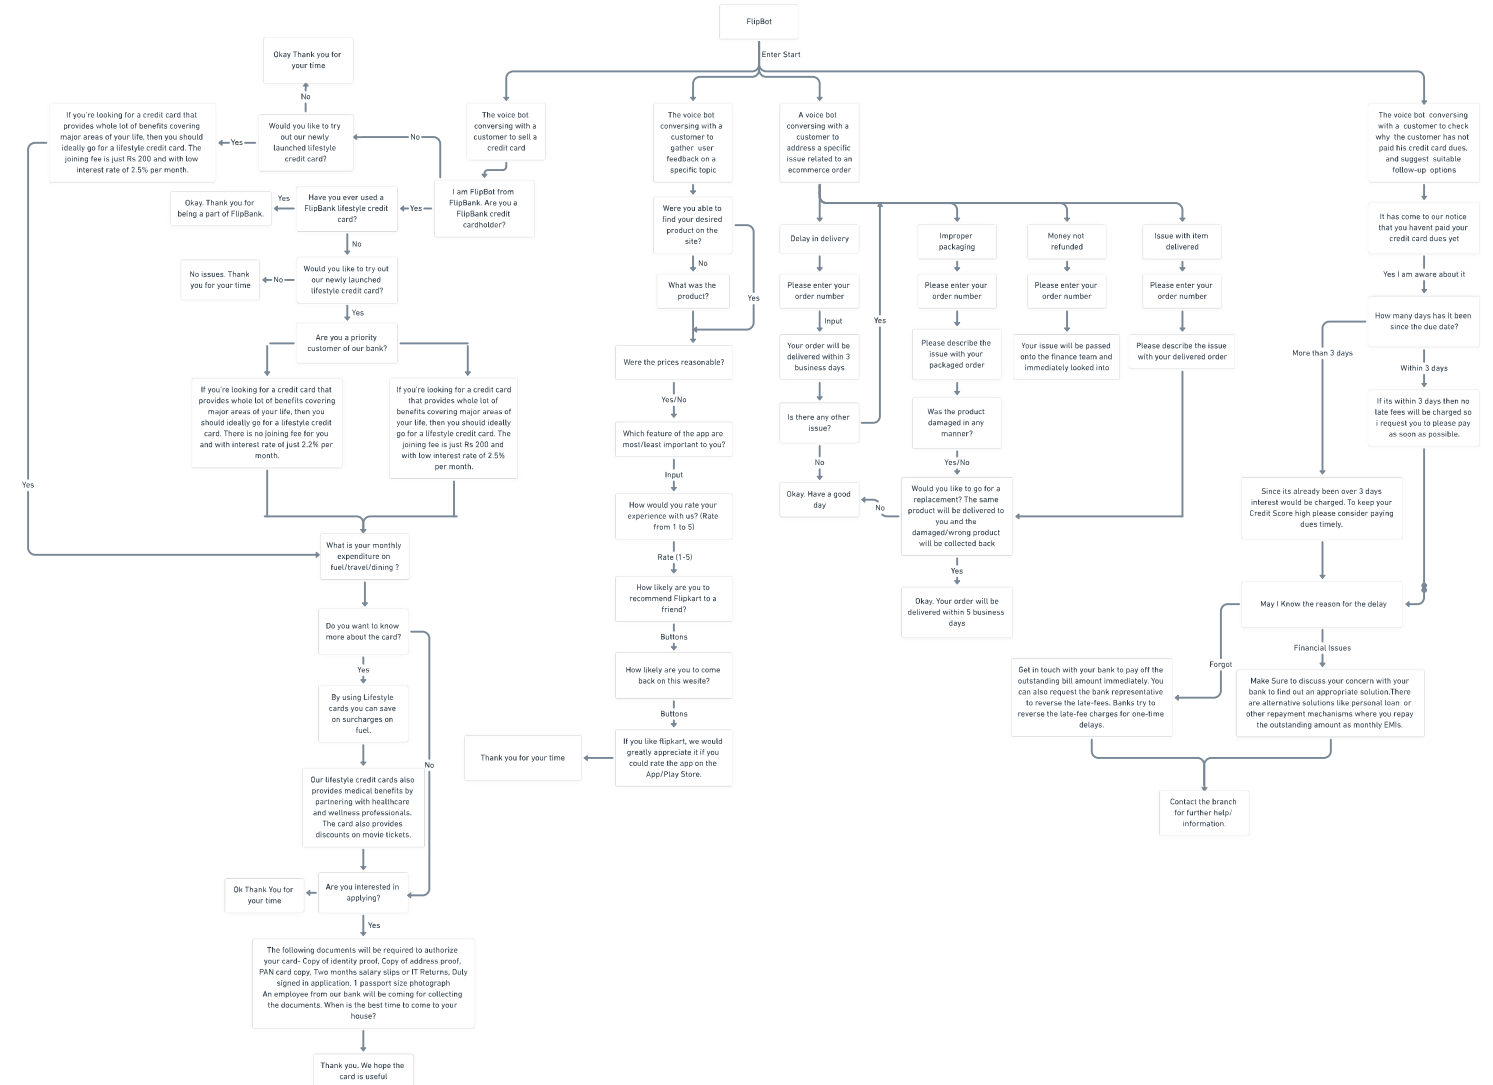 FlipBot
Enter Start
Okay Thank you for
your time
No
If you're looking for a credit card that
provides whole lot of benefits covering
major areas of your life, then you should
ideally go for a lifestyle credit card. The
joining fee is just Rs 200 and with low
interest rate of 2.5% per month.
Yes
Would you like to try
out our newly
launched lifestyle
credit card?
No
The voice bot
conversing with a
customer to sell a
credit card
I am FlipBot from
FlipBank. Are you a
FlipBank credit
cardholder?
Yes
Have you ever used a
FlipBank lifestyle credit
card?
Yes
Okay. Thank you for
being a part of FlipBank.
No
Would you like to try out
our newly launched
lifestyle credit card?
No
No issues. Thank
you for your time
Yes
Are you a priority
customer of our bank?
If you're looking for a credit card that
provides whole lot of benefits covering
major areas of your life, then you
should ideally go for a lifestyle credit
card. There is no joining fee for you
and with interest rate of just 2.2% per
month.
If you're looking for a credit card
that provides whole lot of
benefits covering major areas of
your life, then you should ideally
go for a lifestyle credit card. The
joining fee is just Rs 200 and
with low interest rate of 2.5%
per month.
Yes
What is your monthly
expenditure on
fuel/travel/dining ?
Do you want to know
more about the card?
Yes
By using Lifestyle
cards you can save
on surcharges on
fuel.
No
Our lifestyle credit cards also
provides medical benefits by
partnering with healthcare
and wellness professionals.
The card also provides
discounts on movie tickets.
Are you interested in
applying?
Ok Thank You for
your time
Yes
The following documents will be required to authorize
your card- Copy of identity proof, Copy of address proof,
PAN card copy, Two months salary slips or IT Returns, Duly
signed in application, 1 passport size photograph
An employee from our bank will be coming for collecting
the documents. When is the best time to come to your
house?
Thank you. We hope the
card is useful
The voice bot
conversing with a
customer to
gather user
feedback on a
specific topic
Were you able to
find your desired
product on the
site?
No
What was the
product?
Yes
Were the prices reasonable?
Yes/No
Which feature of the app are
most/least important to you?
Input
How would you rate your
experience with us? (Rate
from 1 to 5)
Rate (1-5)
How likely are you to
recommend Flipkart to a
friend?
Buttons
How likely are you to come
back on this wesite?
Buttons
If you like flipkart, we would
greatly appreciate it if you
could rate the app on the
App/Play Store.
Thank you for your time
A voice bot
conversing with a
customer to
address a specific
issue related to an
ecommerce order
Delay in delivery
Please enter your
order number
Input
Your order will be
delivered within 3
business days
Is there any other
issue?
Yes
No
Okay. Have a good
day
Improper
packaging
Please enter your
order number
Please describe the
issue with your
packaged order
Was the product
damaged in any
manner?
Yes/No
Would you like to go for a
replacement? The same
product will be delivered to
you and the
damaged/wrong product
will be collected back
No
Yes
Okay. Your order will be
delivered within 5 business
days
Money not
refunded
Please enter your
order number
Your issue will be passed
onto the finance team and
immediately looked into
Issue with item
delivered
Please enter your
order number
Please describe the issue
with your delivered order
The voice bot conversing
with a customer to check
why the customer has not
paid his credit card dues,
and suggest suitable
follow-up options
It has come to our notice
that you havent paid your
credit card dues yet
Yes I am aware about it
How many days has it been
since the due date?
More than 3 days
Within 3 days
If its within 3 days then no
late fees will be charged so
i request you to please pay
as soon as possible.
Since its already been over 3 days
interest would be charged. To keep your
Credit Score high please consider paying
dues timely.
May I Know the reason for the delay
Financial Issues
Forgot
Get in touch with your bank to pay off the
outstanding bill amount immediately. You
can also request the bank representative
to reverse the late-fees. Banks try to
reverse the late-fee charges for one-time
delays.
Make Sure to discuss your concern with your
bank to find out an appropriate solution.There
are alternative solutions like personal loan or
other repayment mechanisms where you repay
the outstanding amount as monthly EMIs.
Contact the branch
for further help/
information.